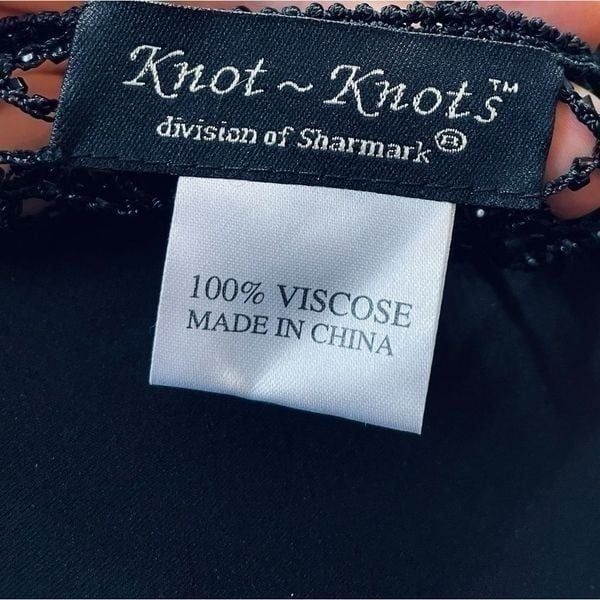 Knot ~ Knots™
division of Sharmark®
100% VISCOSE
MADE IN CHINA